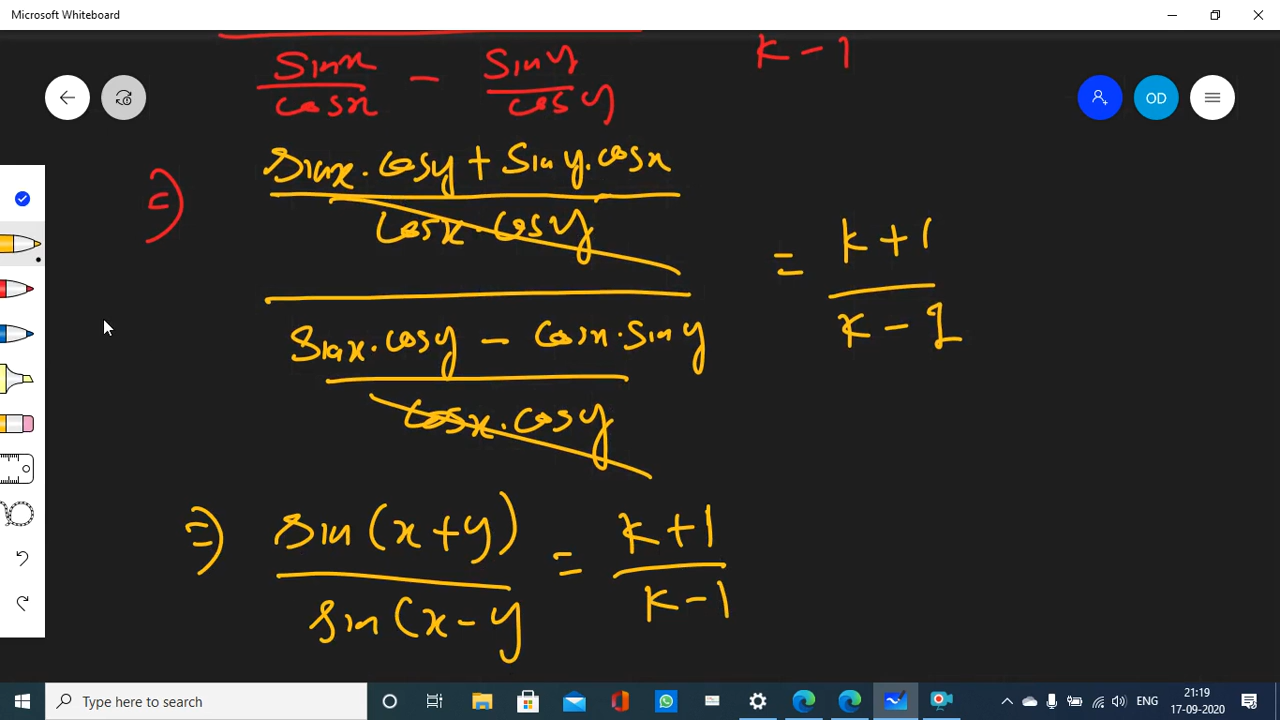 Microsoft Whiteboard
sinx/cosx - siny/cosy
K-1
OD
=) sinx.cosy + siny.cosx
cosx.cosy
= K+1
K-1
sinx.cosy - cosx.siny
cosx.cosy
=) sin(x+y) = K+1
sin(x-y K-1
Type here to search
ENG
21:19
17-09-2020